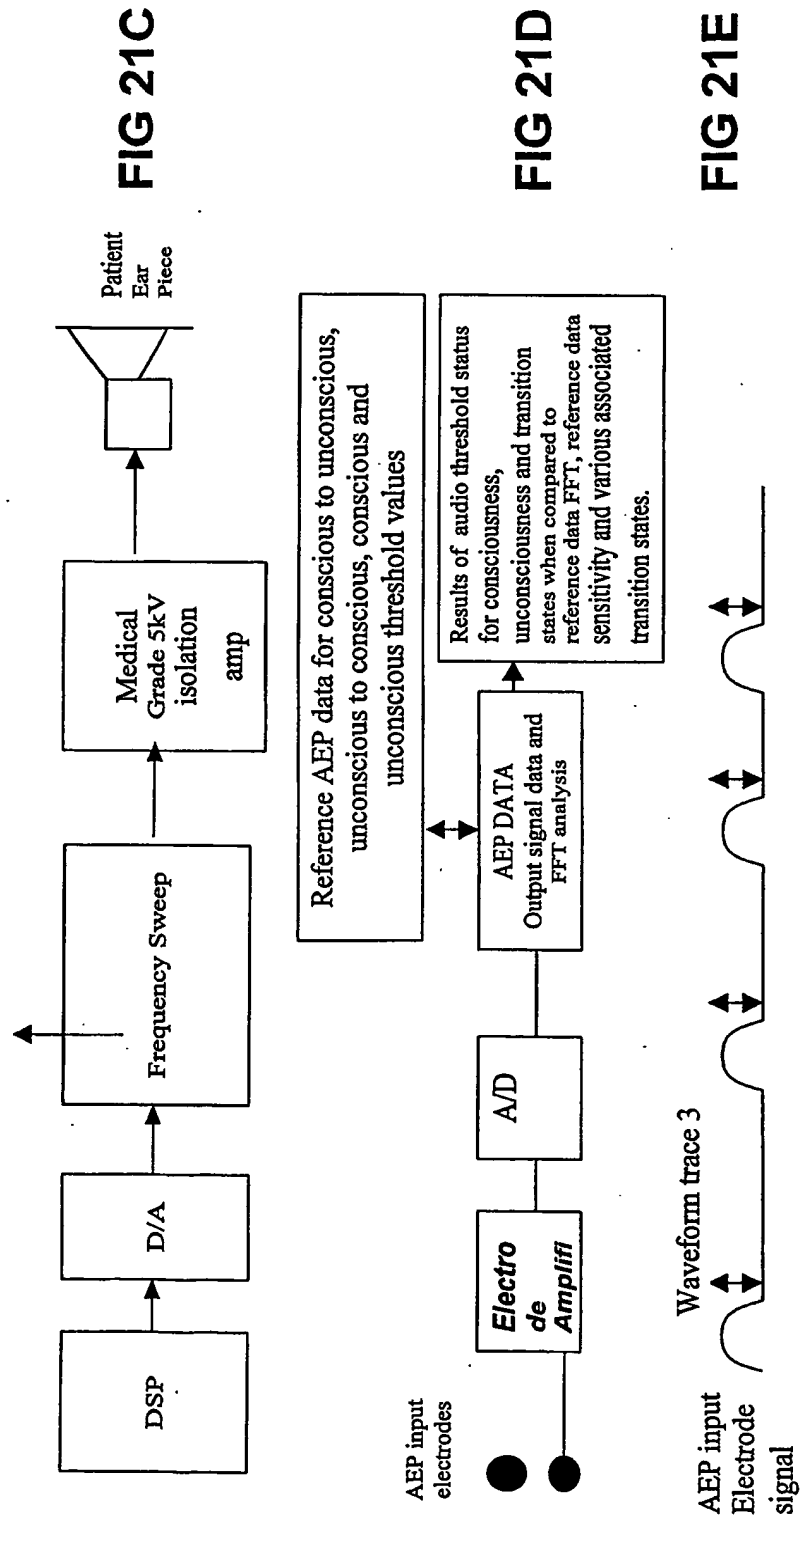 FIG 21C
DSP
D/A
Frequency Sweep
Medical
Grade 5kV
isolation
amp
Patient
Ear
Piece
FIG 21D
AEP input
electrodes
Electro
de
Amplifi
A/D
AEP DATA
Output signal data and
FFT analysis
Reference AEP data for conscious to unconscious,
unconscious to conscious, conscious and
unconscious threshold values
Results of audio threshold status
for consciousness,
unconsciousness and transition
states when compared to
reference data FFT, reference data
sensitivity and various associated
transition states.
FIG 21E
AEP input
Electrode
signal
Waveform trace 3